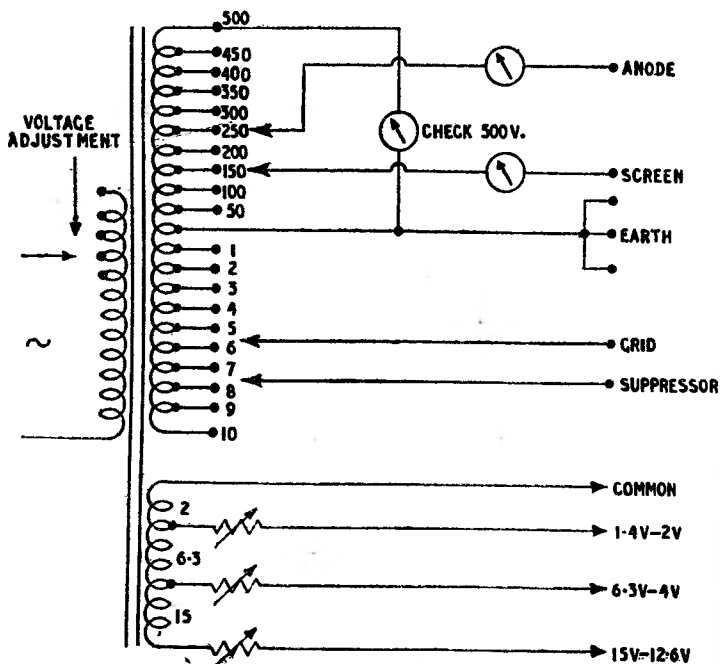 500
450
400
350
300
250
200
150
100
50
1
2
3
4
5
6
7
8
9
10
VOLTAGE
ADJUSTMENT
CHECK 500V.
ANODE
SCREEN
EARTH
GRID
SUPPRESSOR
2
6·3
15
COMMON
1·4V-2V
6·3V-4V
15V-12·6V